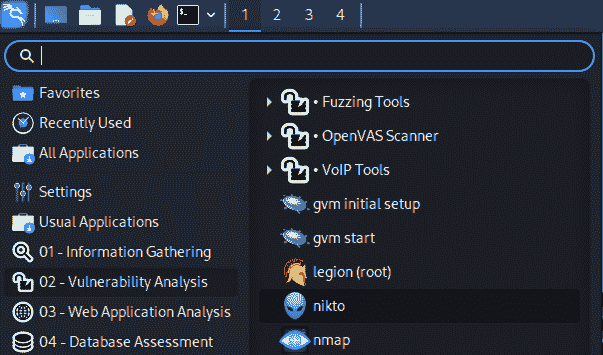 1 2 3 4
Favorites
Recently Used
All Applications
Settings
Usual Applications
01 - Information Gathering
02 - Vulnerability Analysis
03 - Web Application Analysis
04 - Database Assessment
• Fuzzing Tools
• OpenVAS Scanner
• VoIP Tools
gvm initial setup
gvm start
legion (root)
nikto
nmap